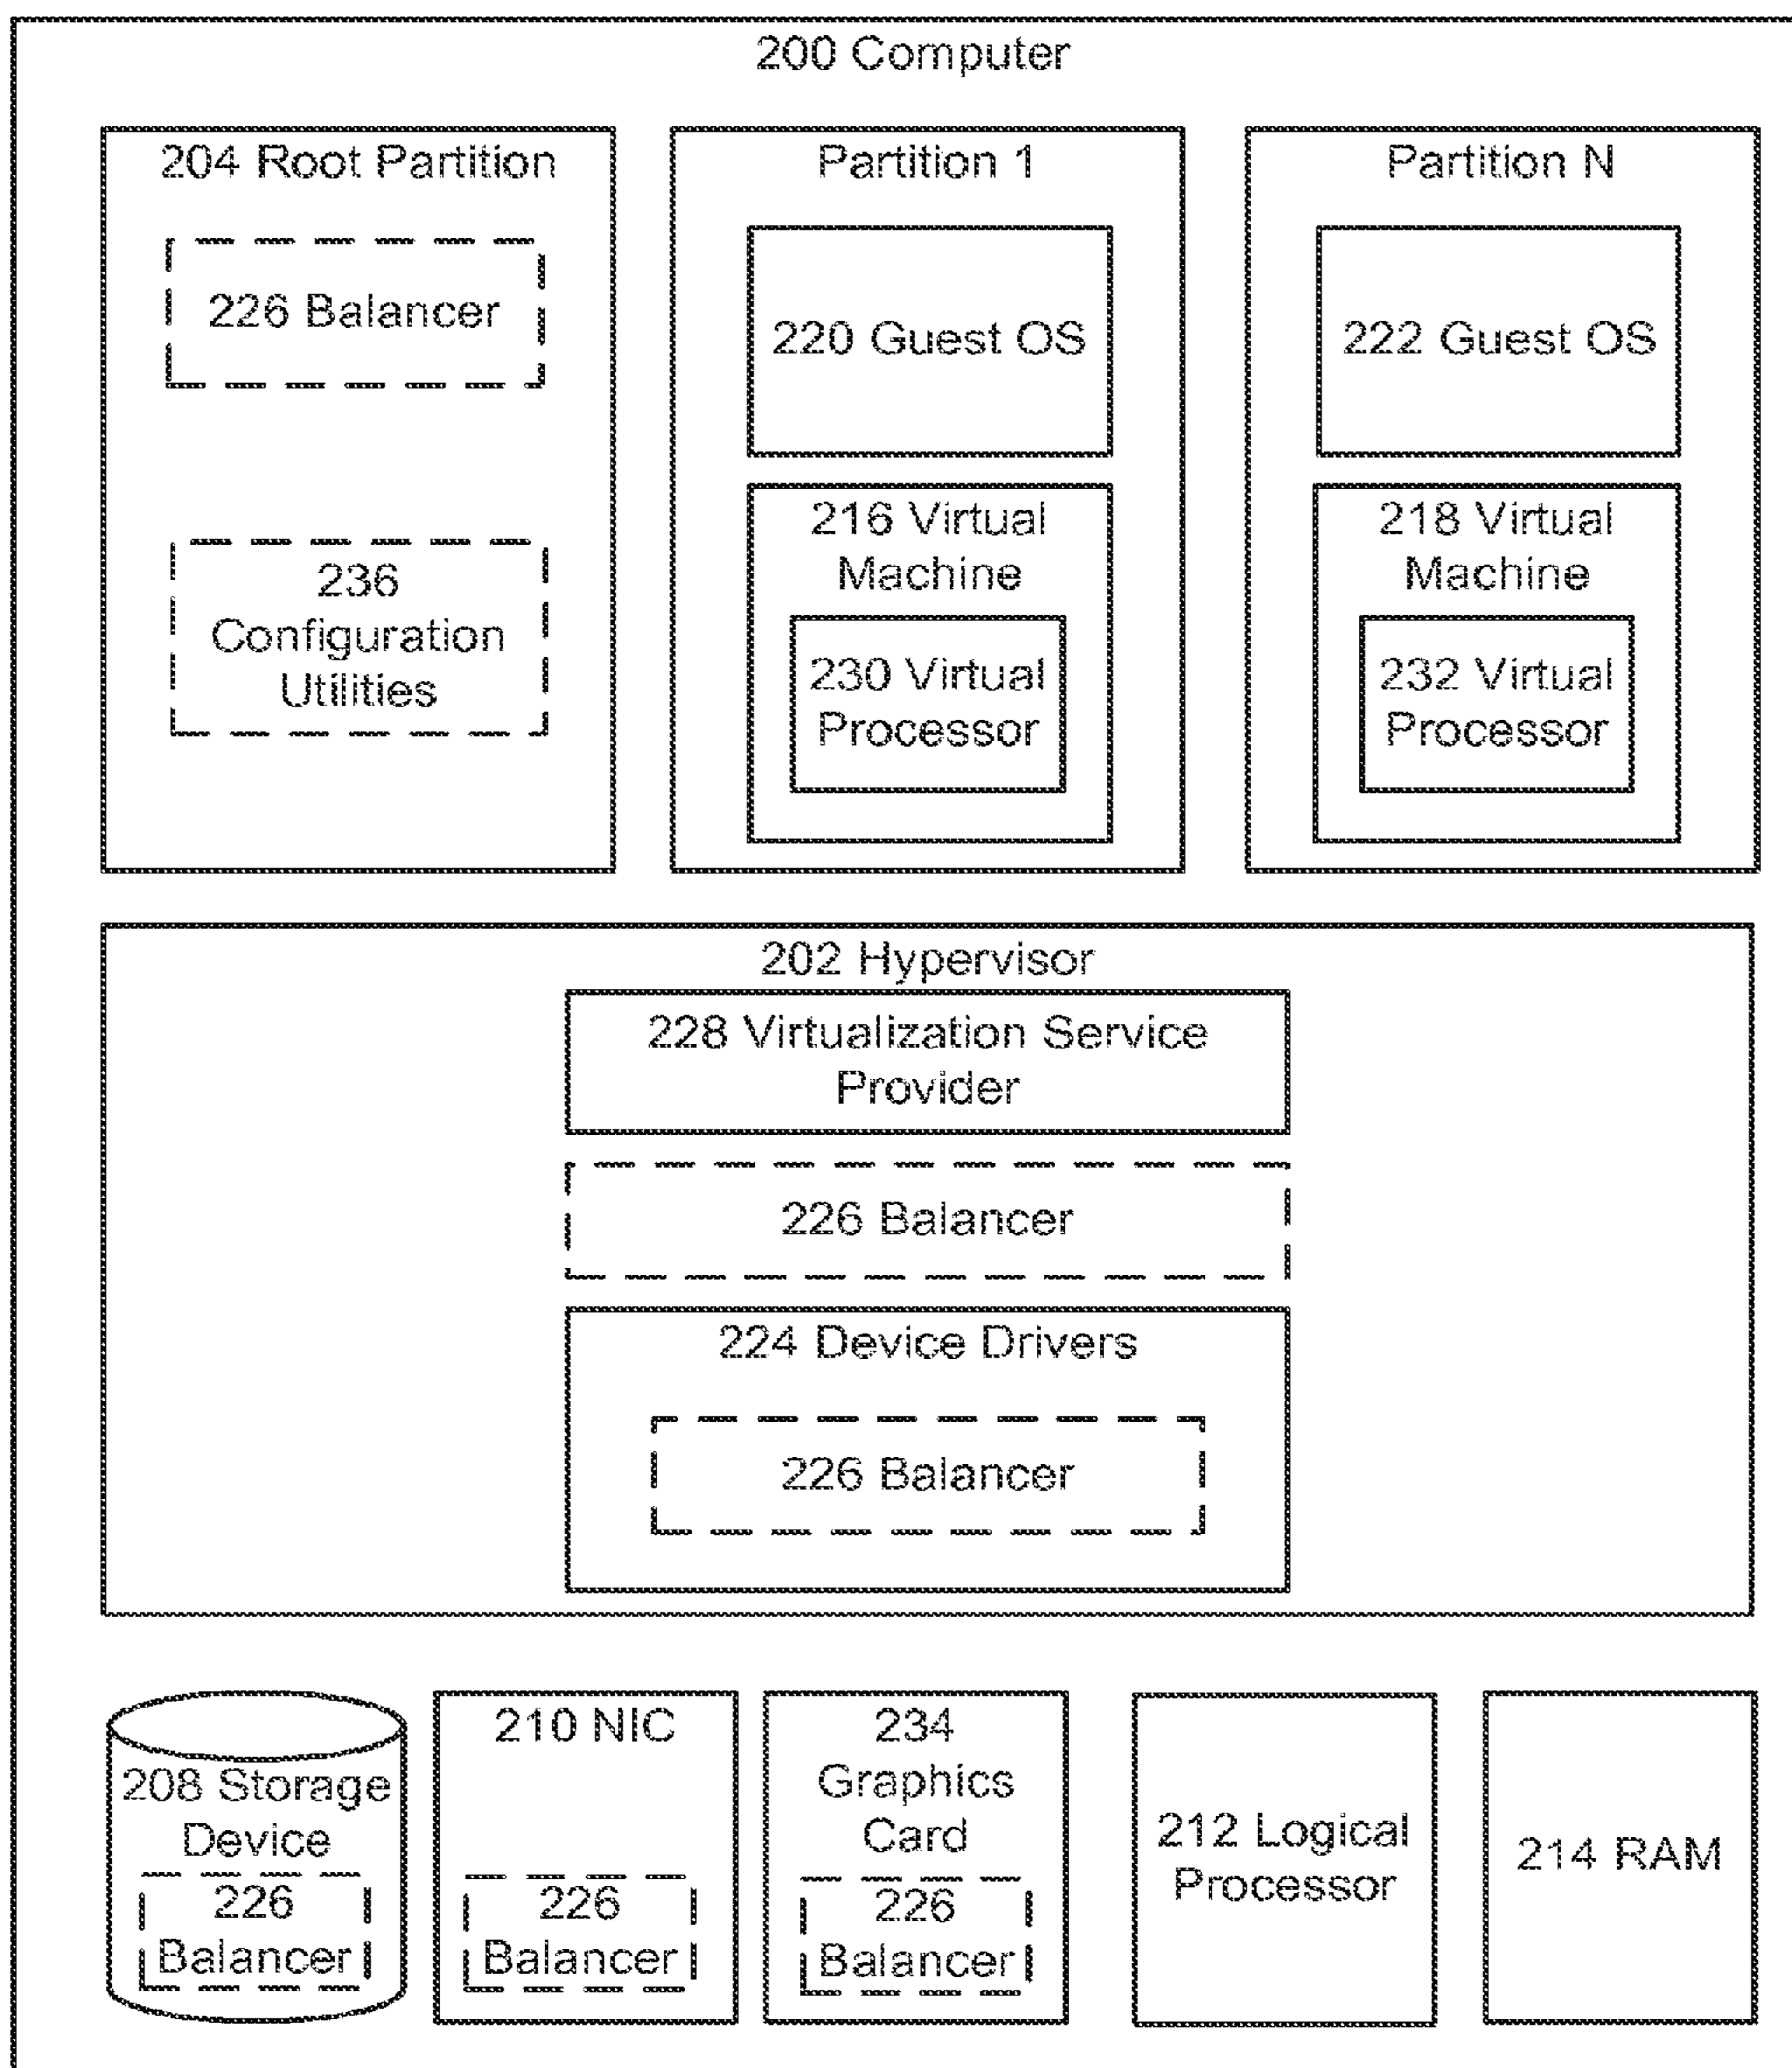 200 Computer
204 Root Partition
226 Balancer
236
Configuration
Utilities
Partition 1
220 Guest OS
216 Virtual
Machine
230 Virtual
Processor
Partition N
222 Guest OS
218 Virtual
Machine
232 Virtual
Processor
202 Hypervisor
228 Virtualization Service
Provider
226 Balancer
224 Device Drivers
226 Balancer
208 Storage
Device
226
Balancer
210 NIC
226
Balancer
234
Graphics
Card
226
Balancer
212 Logical
Processor
214 RAM